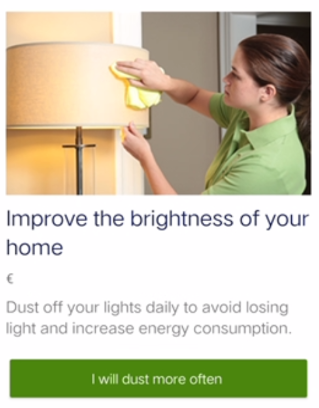 Improve the brightness of your
home
€
Dust off your lights daily to avoid losing
light and increase energy consumption.
I will dust more often